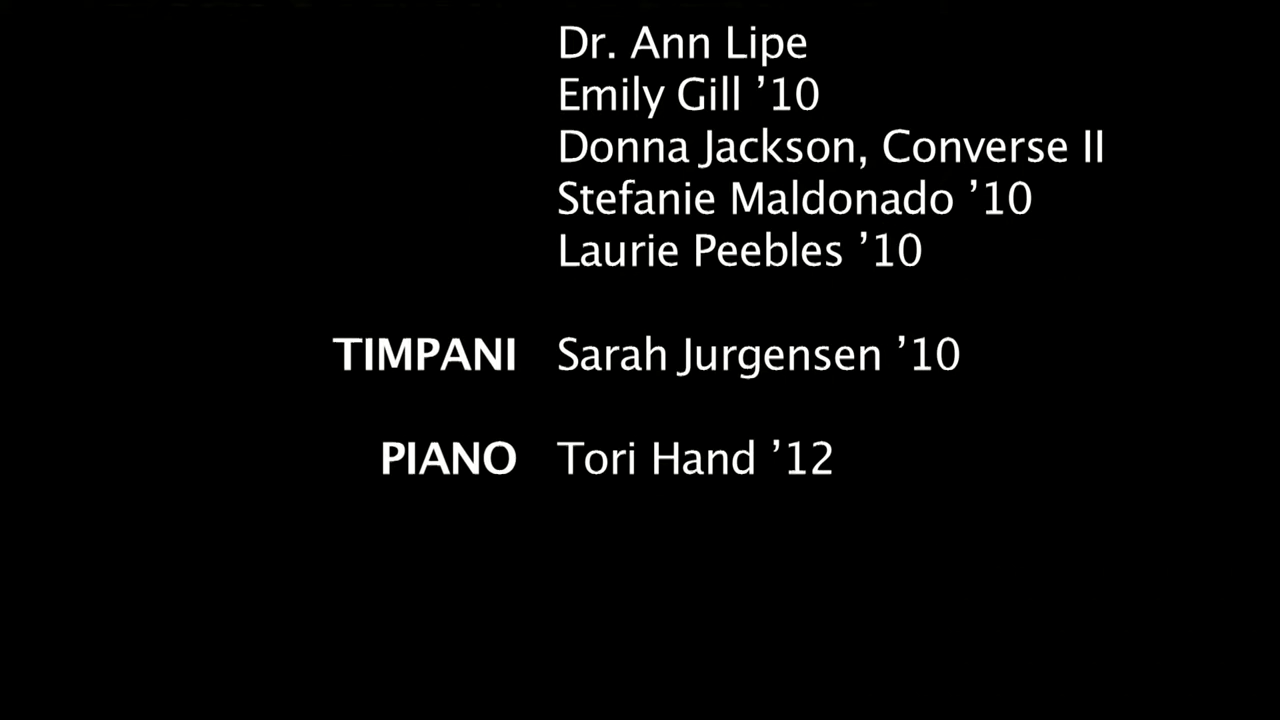 Dr. Ann Lipe
Emily Gill ’10
Donna Jackson, Converse II
Stefanie Maldonado ’10
Laurie Peebles ’10
TIMPANI Sarah Jurgensen ’10
PIANO Tori Hand ’12